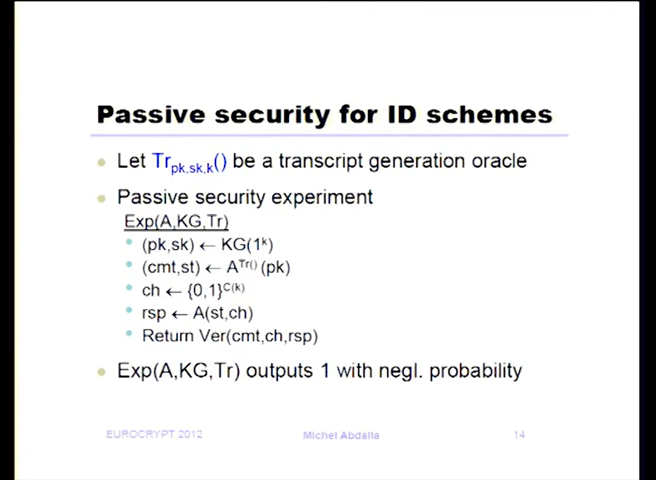 Passive security for ID schemes
Let Tr_pk,sk,k() be a transcript generation oracle
Passive security experiment
Exp(A,KG,Tr)
(pk,sk) ← KG(1^k)
(cmt,st) ← A^Tr() (pk)
ch ← {0,1}^C(k)
rsp ← A(st,ch)
Return Ver(cmt,ch,rsp)
Exp(A,KG,Tr) outputs 1 with negl. probability
EUROCRYPT 2012
Michel Abdalla
14